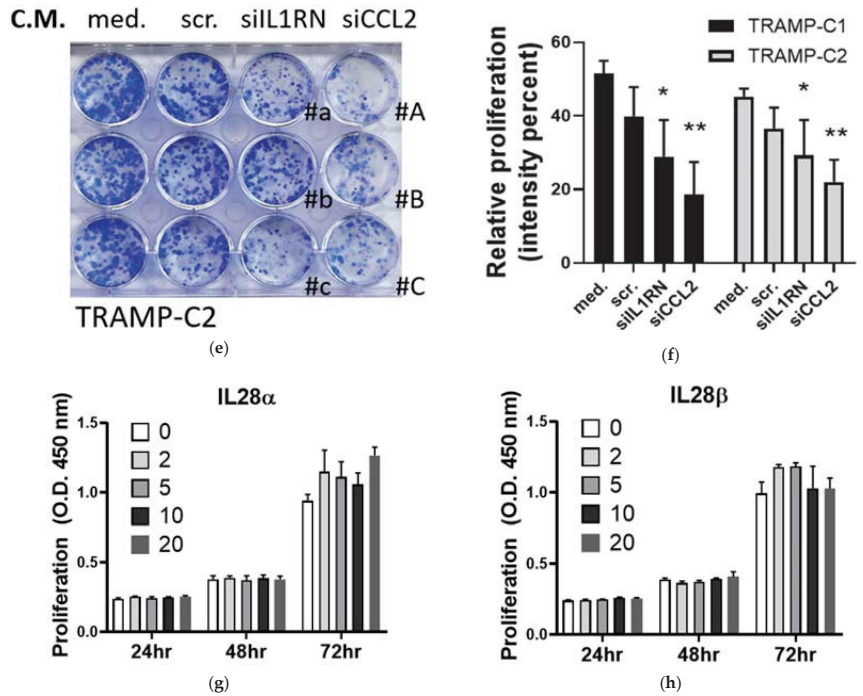 C.M. med. scr. siIL1RN siCCL2
#a #A
#b #B
#c #C
TRAMP-C2
(e)
TRAMP-C1
TRAMP-C2
Relative proliferation
(intensity percent)
60
40
20
0
* ** * **
med. scr. siIL1RN siCCL2 med. scr. siIL1RN siCCL2
(f)
IL28α
Proliferation (O.D. 450 nm)
1.5
1.0
0.5
0.0
0
2
5
10
20
24hr 48hr 72hr
(g)
IL28β
Proliferation (O.D. 450 nm)
1.5
1.0
0.5
0.0
0
2
5
10
20
24hr 48hr 72hr
(h)